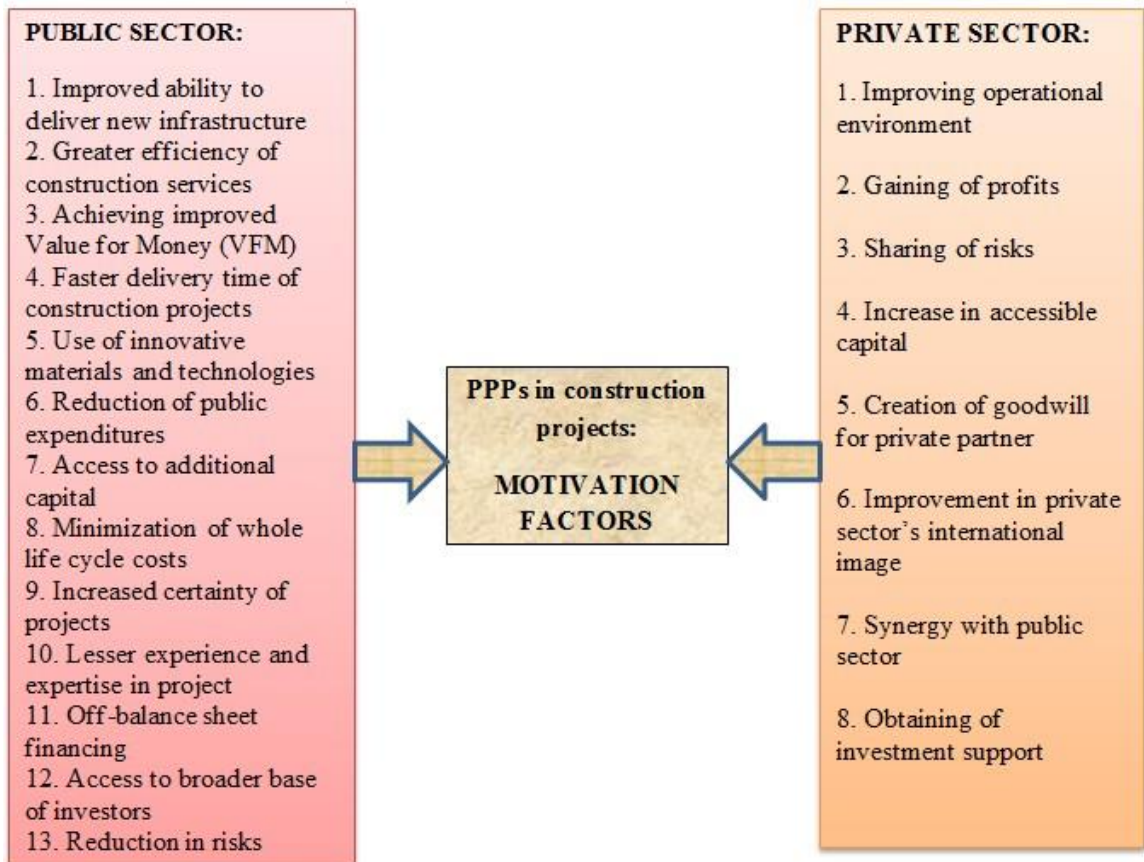 PUBLIC SECTOR:
1. Improved ability to
deliver new infrastructure
2. Greater efficiency of
construction services
3. Achieving improved
Value for Money (VFM)
4. Faster delivery time of
construction projects
5. Use of innovative
materials and technologies
6. Reduction of public
expenditures
7. Access to additional
capital
8. Minimization of whole
life cycle costs
9. Increased certainty of
projects
10. Lesser experience and
expertise in project
11. Off-balance sheet
financing
12. Access to broader base
of investors
13. Reduction in risks
PPPs in construction
projects:
MOTIVATION
FACTORS
PRIVATE SECTOR:
1. Improving operational
environment
2. Gaining of profits
3. Sharing of risks
4. Increase in accessible
capital
5. Creation of goodwill
for private partner
6. Improvement in private
sector’s international
image
7. Synergy with public
sector
8. Obtaining of
investment support